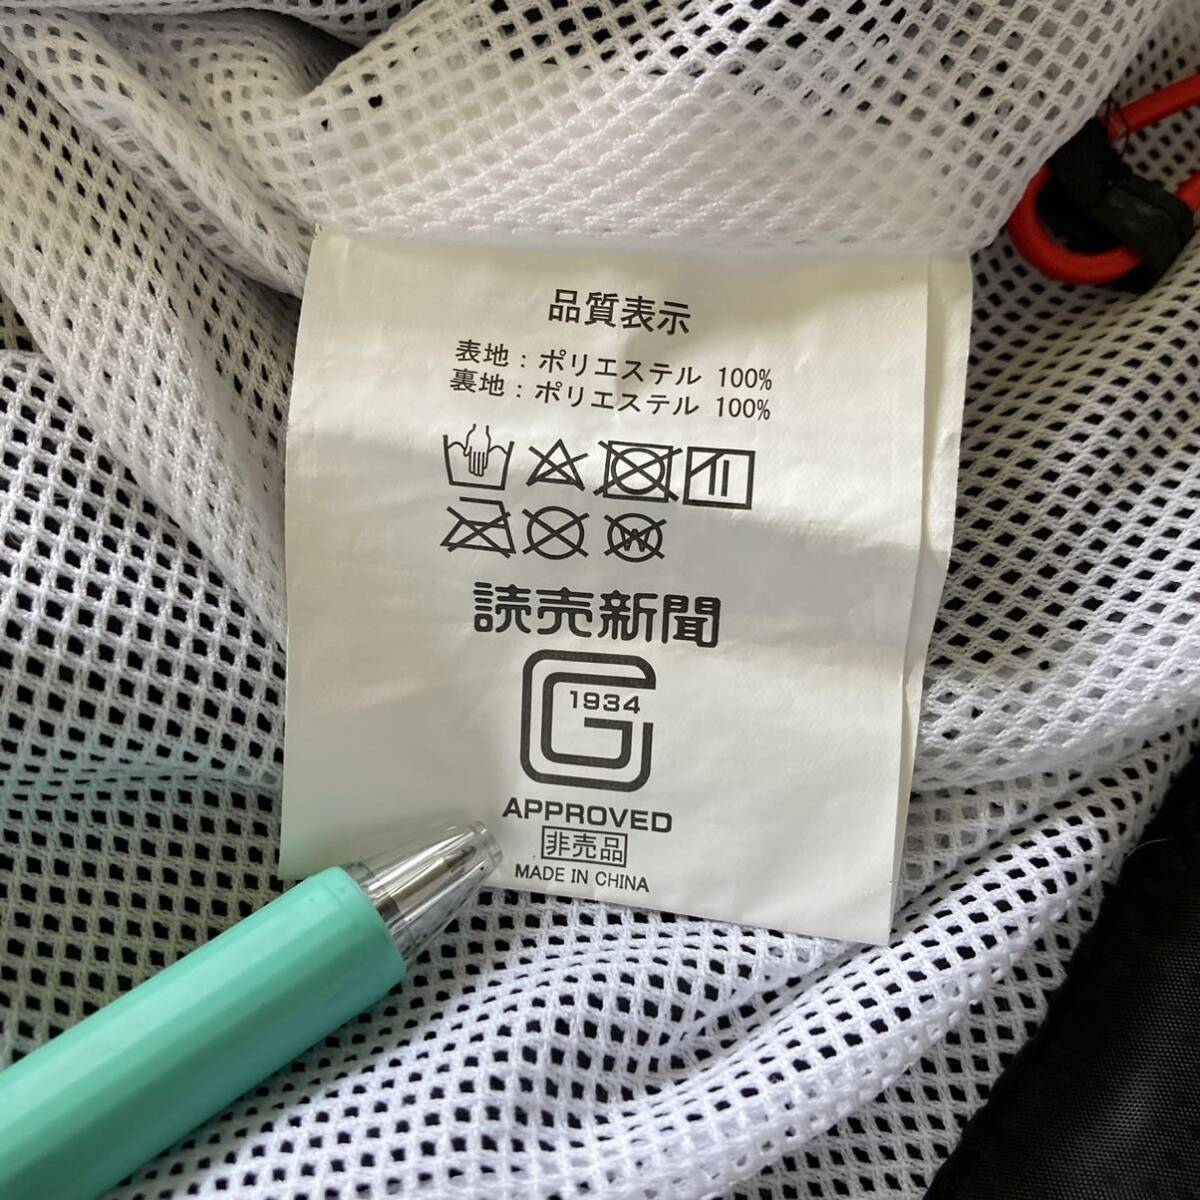 品質表示
表地：ポリエステル 100%
裏地：ポリエステル 100%
W
読売新聞
G 1934
APPROVED
非売品
MADE IN CHINA